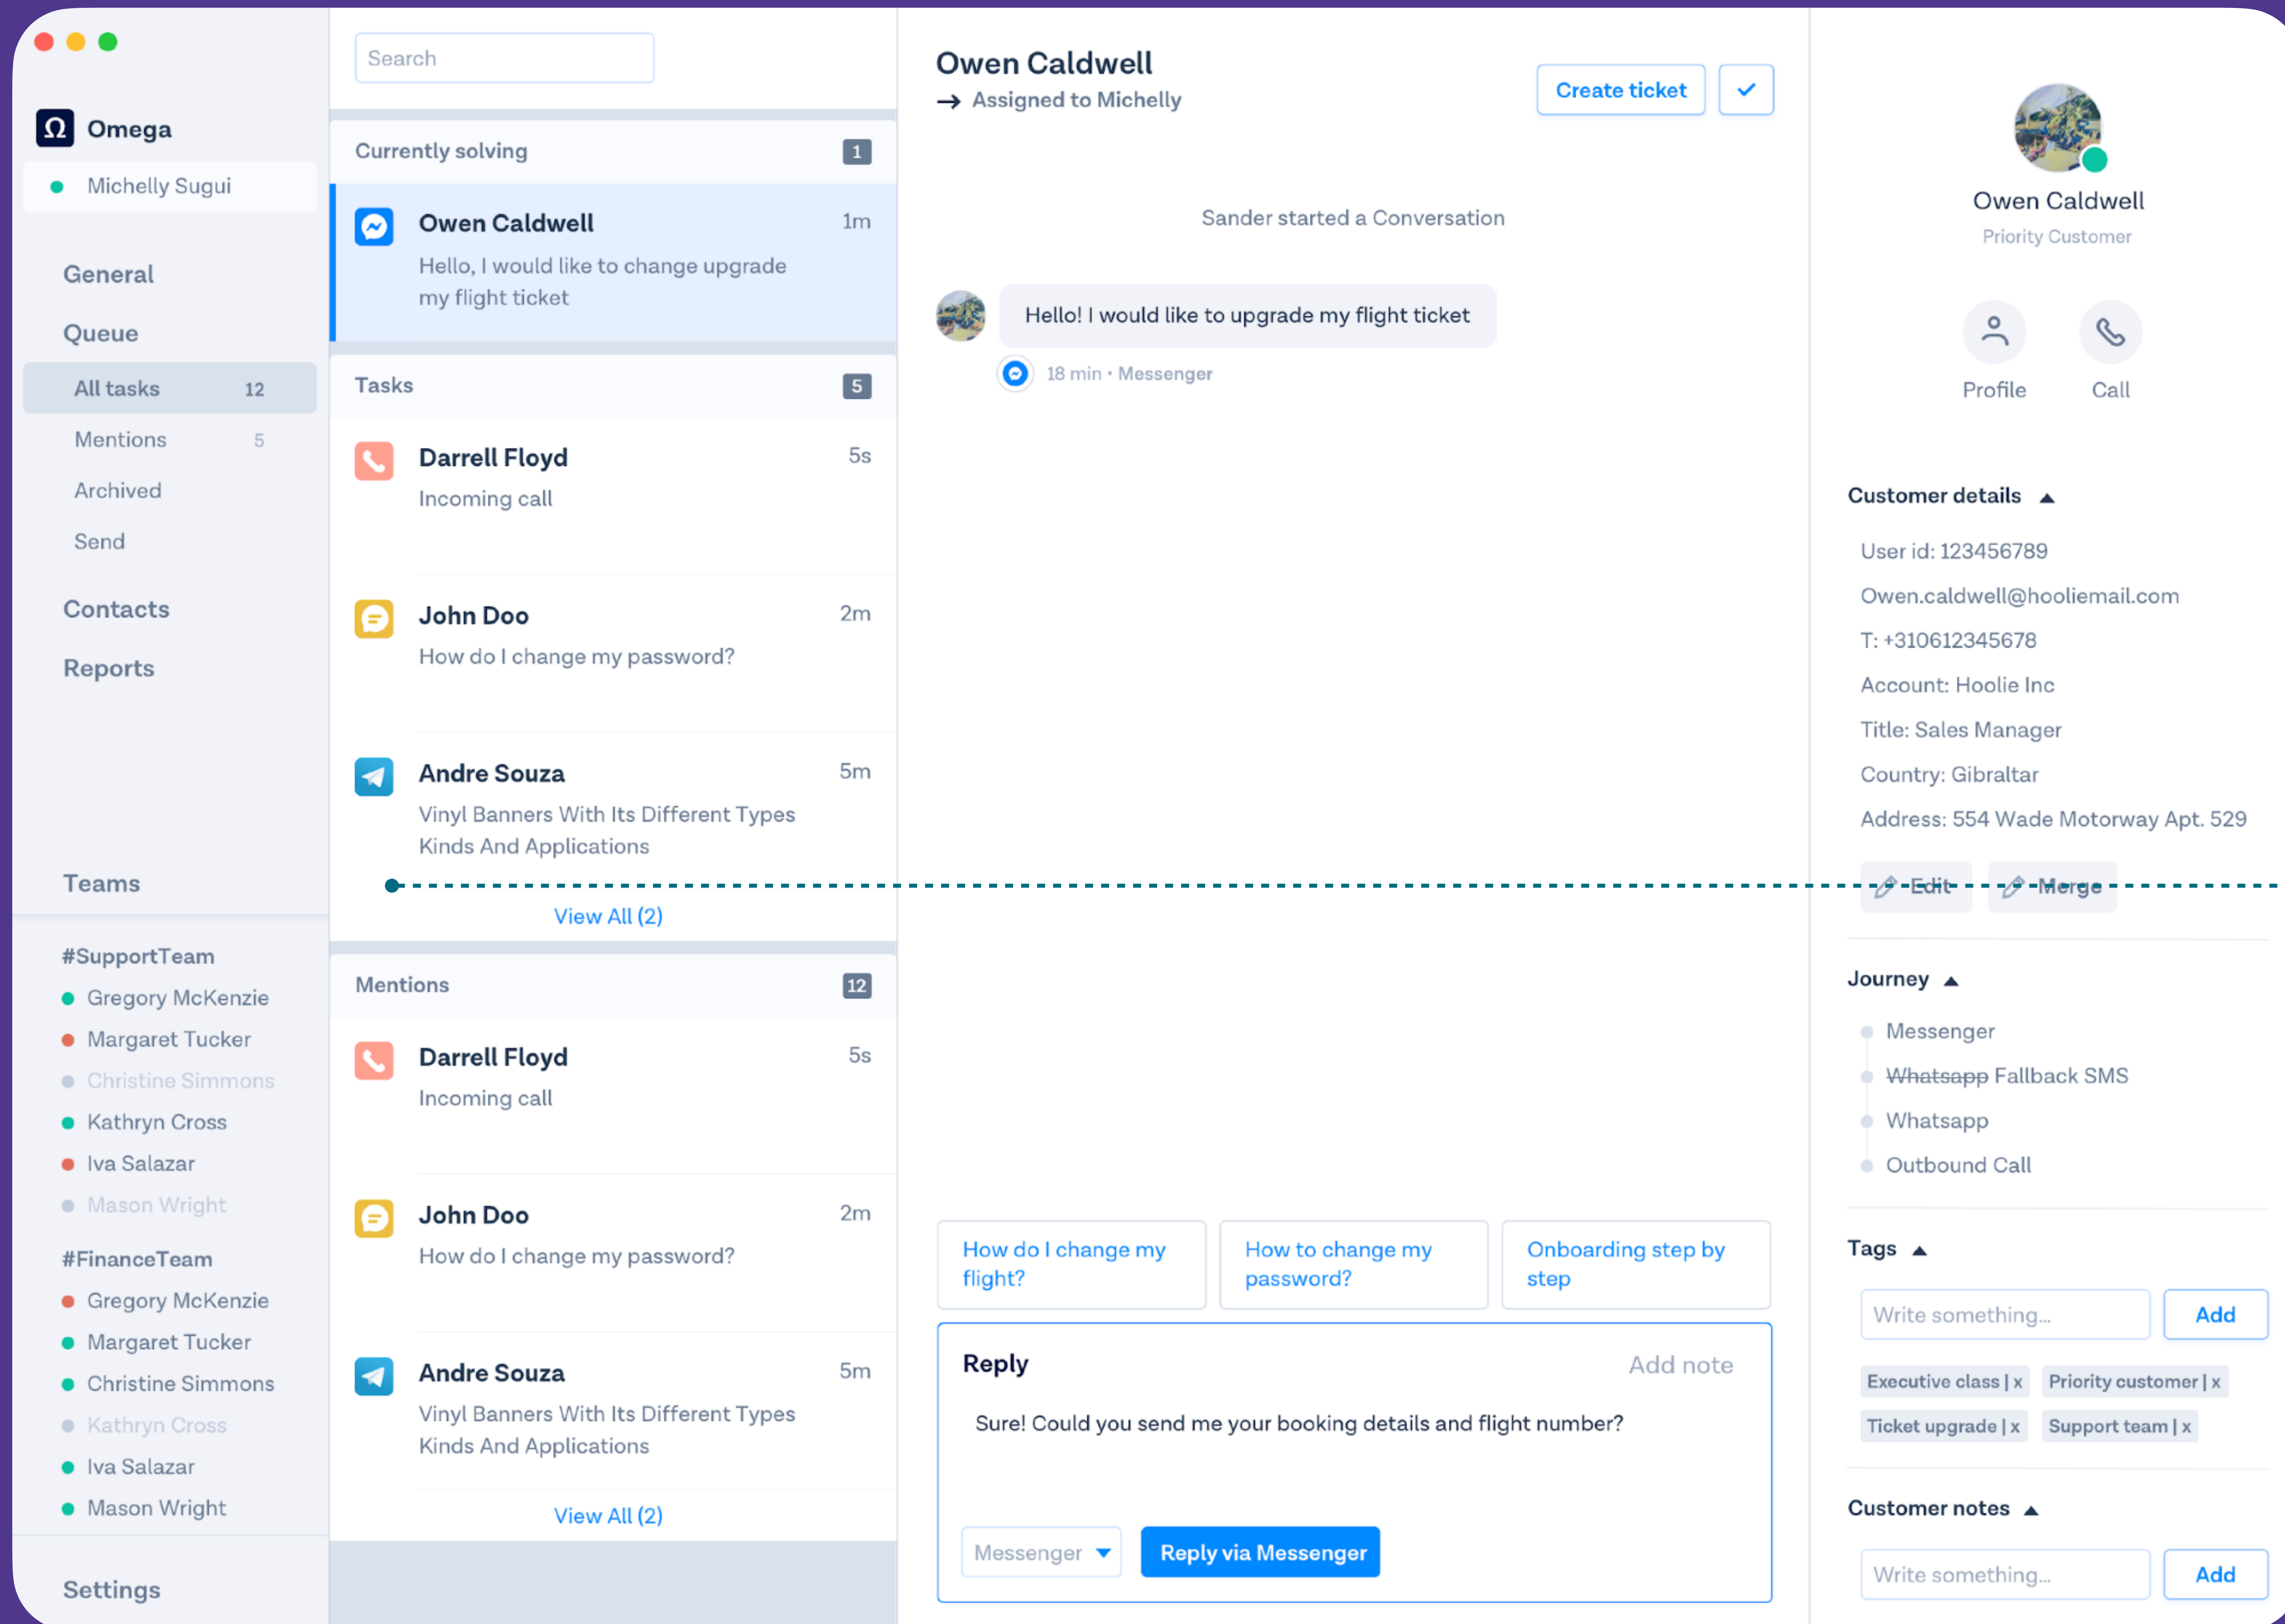 Ω Omega
Michelly Sugui
General
Queue
All tasks 12
Mentions 5
Archived
Send
Contacts
Reports
Teams
#SupportTeam
Gregory McKenzie
Margaret Tucker
Christine Simmons
Kathryn Cross
Iva Salazar
Mason Wright
#FinanceTeam
Gregory McKenzie
Margaret Tucker
Christine Simmons
Kathryn Cross
Iva Salazar
Mason Wright
Settings
Search
Currently solving 1
Owen Caldwell 1m
Hello, I would like to change upgrade
my flight ticket
Tasks 5
Darrell Floyd 5s
Incoming call
John Doo 2m
How do I change my password?
Andre Souza 5m
Vinyl Banners With Its Different Types
Kinds And Applications
View All (2)
Mentions 12
Darrell Floyd 5s
Incoming call
John Doo 2m
How do I change my password?
Andre Souza 5m
Vinyl Banners With Its Different Types
Kinds And Applications
View All (2)
Owen Caldwell
→ Assigned to Michelly
Create ticket
Sander started a Conversation
Hello! I would like to upgrade my flight ticket
18 min • Messenger
How do I change my
flight?
How to change my
password?
Onboarding step by
step
Reply Add note
Sure! Could you send me your booking details and flight number?
Messenger
Reply via Messenger
Owen Caldwell
Priority Customer
Profile Call
Customer details
User id: 123456789
Owen.caldwell@hooliemail.com
T: +310612345678
Account: Hoolie Inc
Title: Sales Manager
Country: Gibraltar
Address: 554 Wade Motorway Apt. 529
Edit Merge
Journey
Messenger
Whatsapp Fallback SMS
Whatsapp
Outbound Call
Tags
Write something... Add
Executive class | x Priority customer | x
Ticket upgrade | x Support team | x
Customer notes
Write something... Add